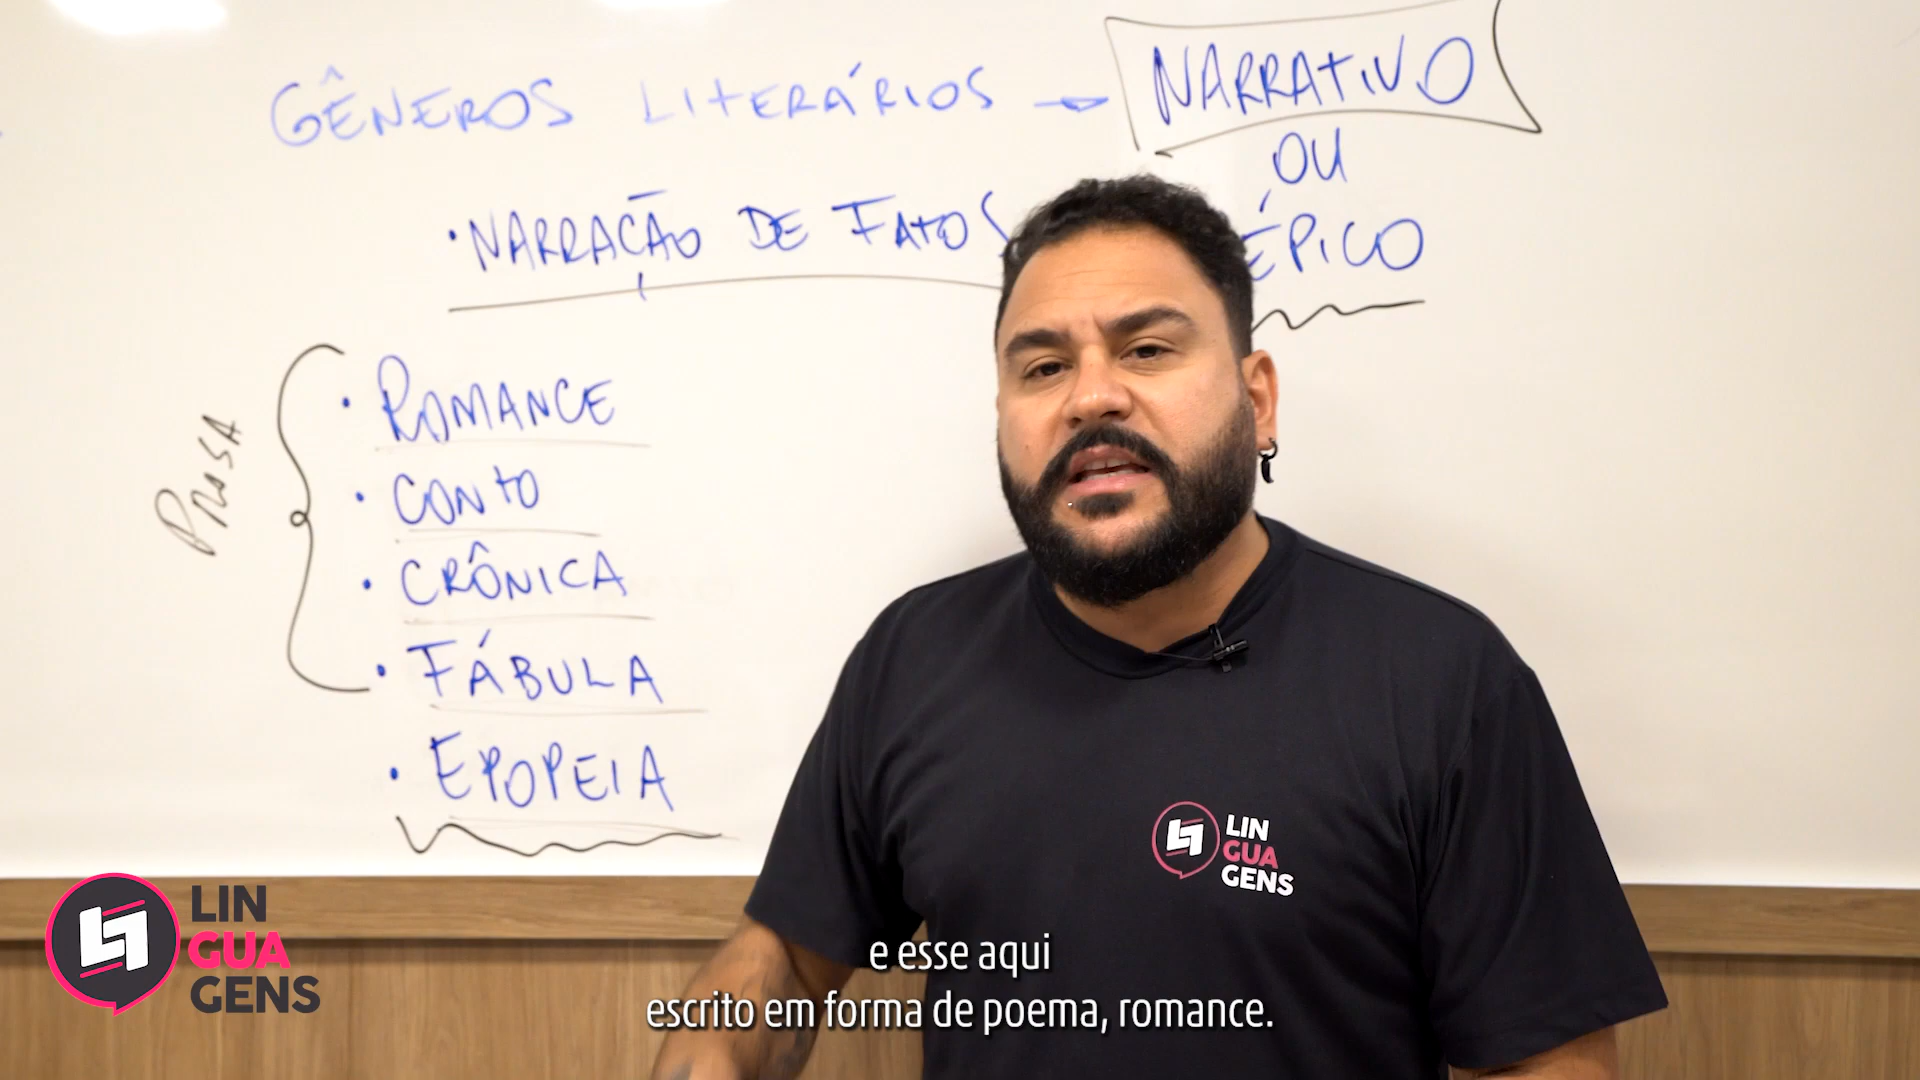 GÊNEROS LITERÁRIOS → NARRATIVO
OU
ÉPICO
• NARRAÇÃO DE FATOS
PROSA
• ROMANCE
• CONTO
• CRÔNICA
• FÁBULA
• EPOPEIA
LIN
GUA
GENS
LIN
GUA
GENS
e esse aqui
escrito em forma de poema, romance.